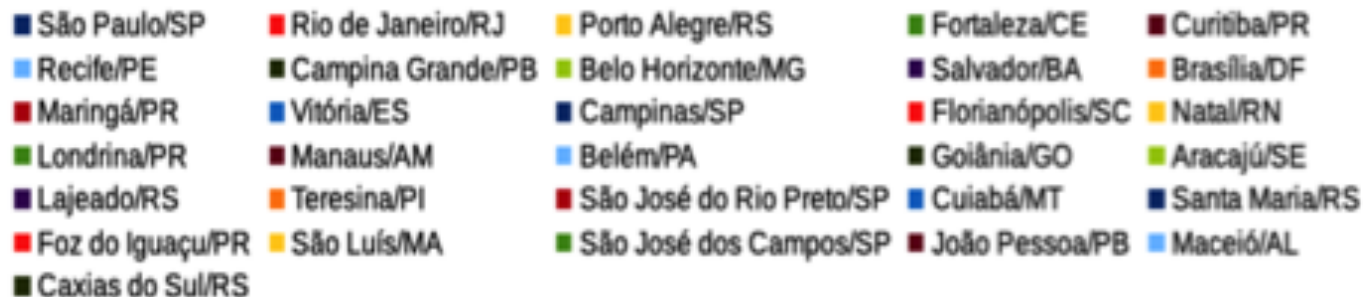 São Paulo/SP Rio de Janeiro/RJ Porto Alegre/RS Fortaleza/CE Curitiba/PR
Recife/PE Campina Grande/PB Belo Horizonte/MG Salvador/BA Brasília/DF
Maringá/PR Vitória/ES Campinas/SP Florianópolis/SC Natal/RN
Londrina/PR Manaus/AM Belém/PA Goiânia/GO Aracajú/SE
Lajeado/RS Teresina/PI São José do Rio Preto/SP Cuiabá/MT Santa Maria/RS
Foz do Iguaçu/PR São Luís/MA São José dos Campos/SP João Pessoa/PB Maceió/AL
Caxias do Sul/RS